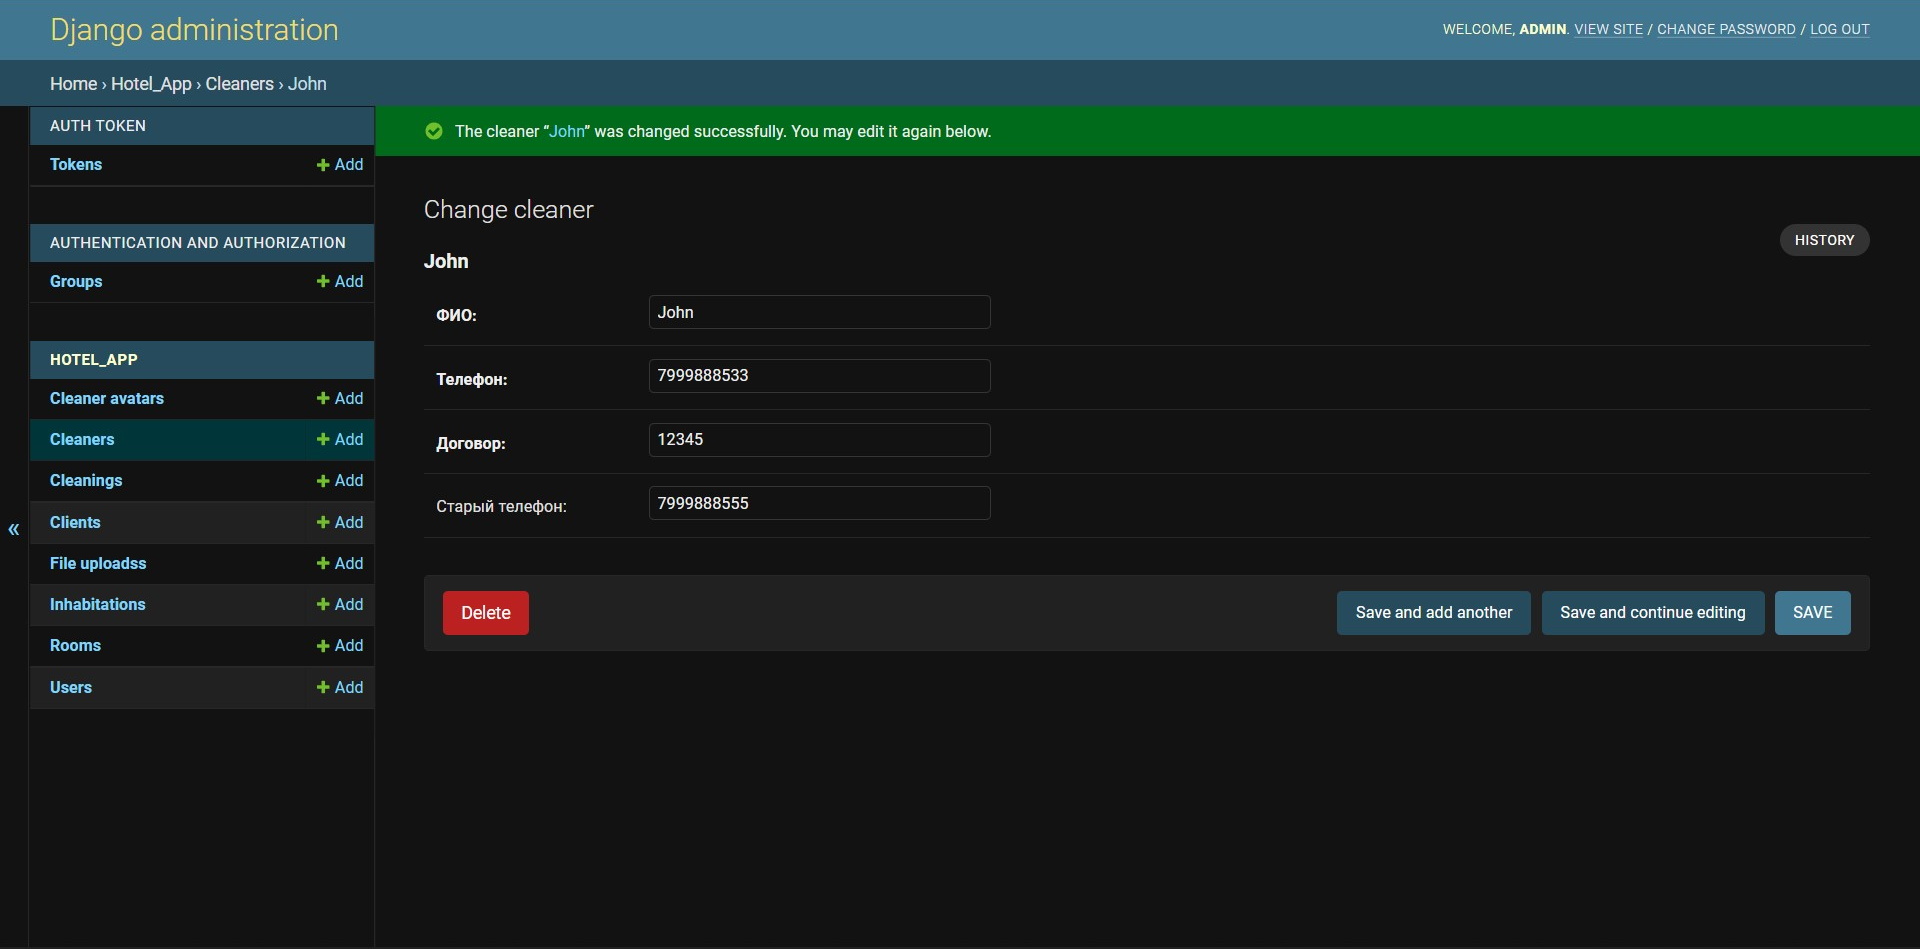 Django administration
WELCOME, ADMIN. VIEW SITE / CHANGE PASSWORD / LOG OUT
Home › Hotel_App › Cleaners › John
AUTH TOKEN
Tokens + Add
AUTHENTICATION AND AUTHORIZATION
Groups + Add
HOTEL_APP
Cleaner avatars + Add
Cleaners + Add
Cleanings + Add
Clients + Add
File uploadss + Add
Inhabitations + Add
Rooms + Add
Users + Add
«
The cleaner “John” was changed successfully. You may edit it again below.
Change cleaner
HISTORY
John
ФИО: John
Телефон: 7999888533
Договор: 12345
Старый телефон: 7999888555
Delete Save and add another Save and continue editing SAVE